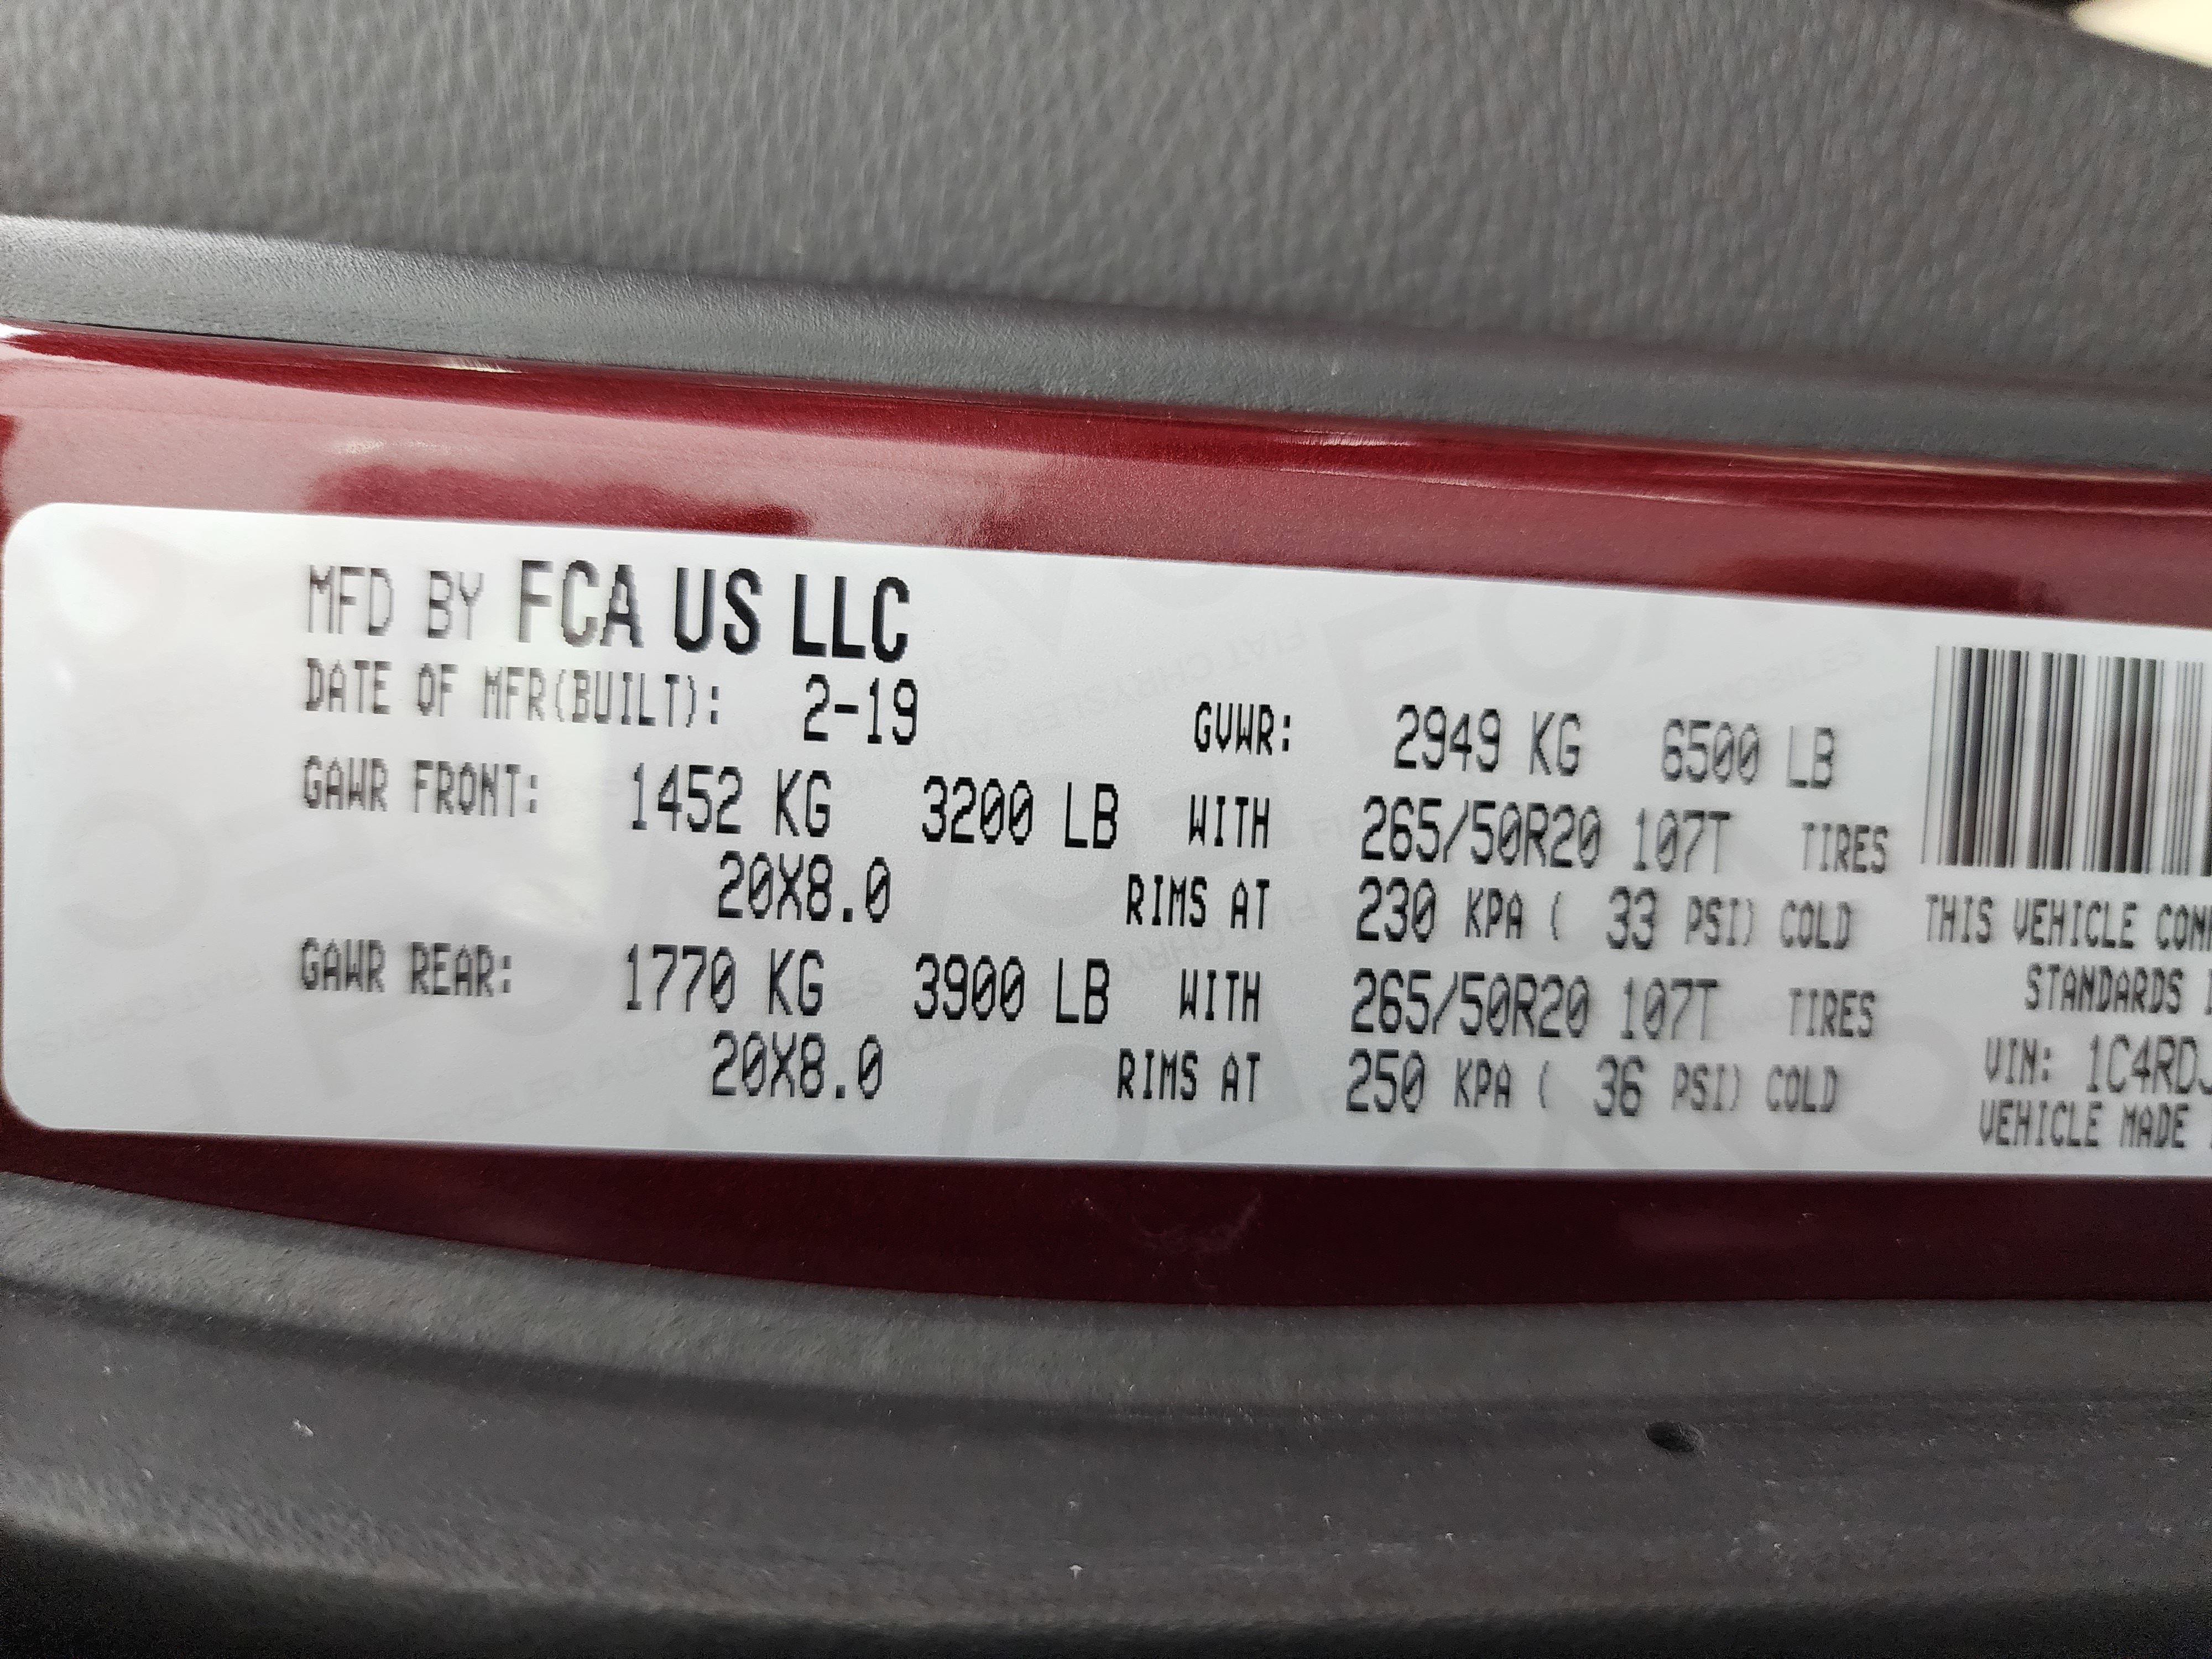 MFD BY FCA US LLC
DATE OF MFR(BUILT): 2-19 GVWR: 2949 KG 6500 LB
GAWR FRONT: 1452 KG 3200 LB WITH 265/50R20 107T TIRES
20X8.0 RIMS AT 230 KPA ( 33 PSI) COLD
GAWR REAR: 1770 KG 3900 LB WITH 265/50R20 107T TIRES
20X8.0 RIMS AT 250 KPA ( 36 PSI) COLD
THIS VEHICLE
STANDARDS
VIN: 1C4RD
VEHICLE MADE